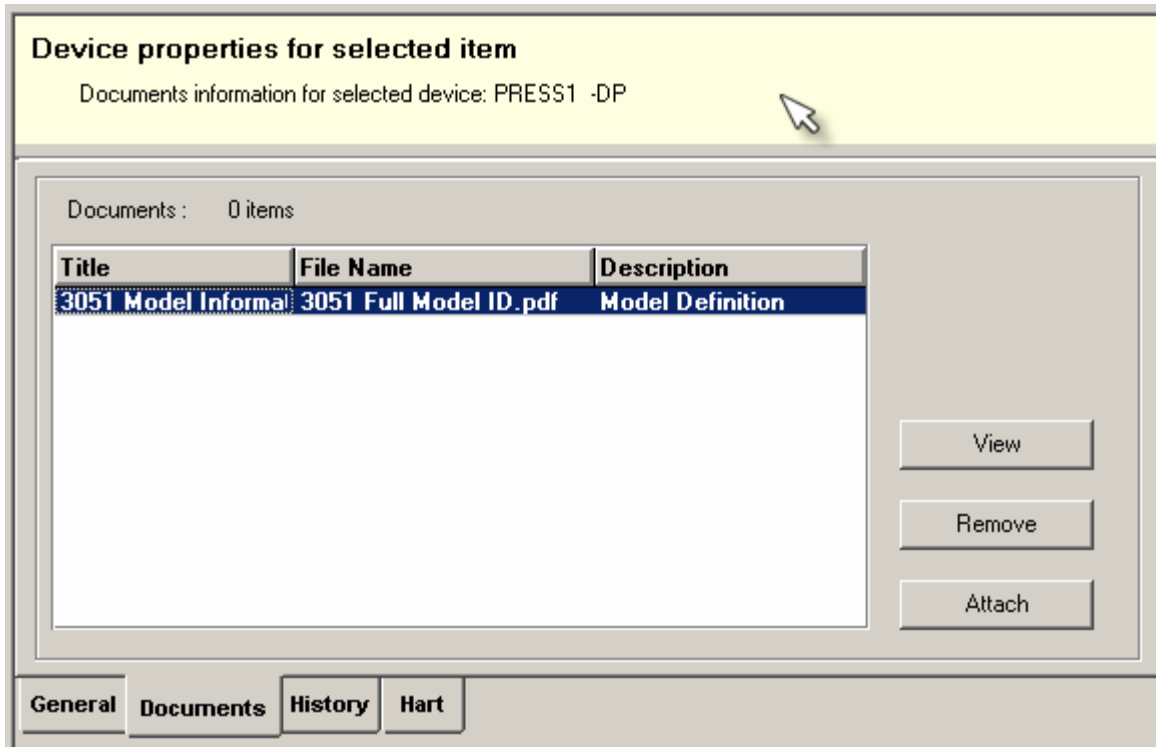 Device properties for selected item
Documents information for selected device: PRESS1 -DP
Documents : 0 items
Title File Name Description
3051 Model Informat 3051 Full Model ID.pdf Model Definition
View
Remove
Attach
General Documents History Hart